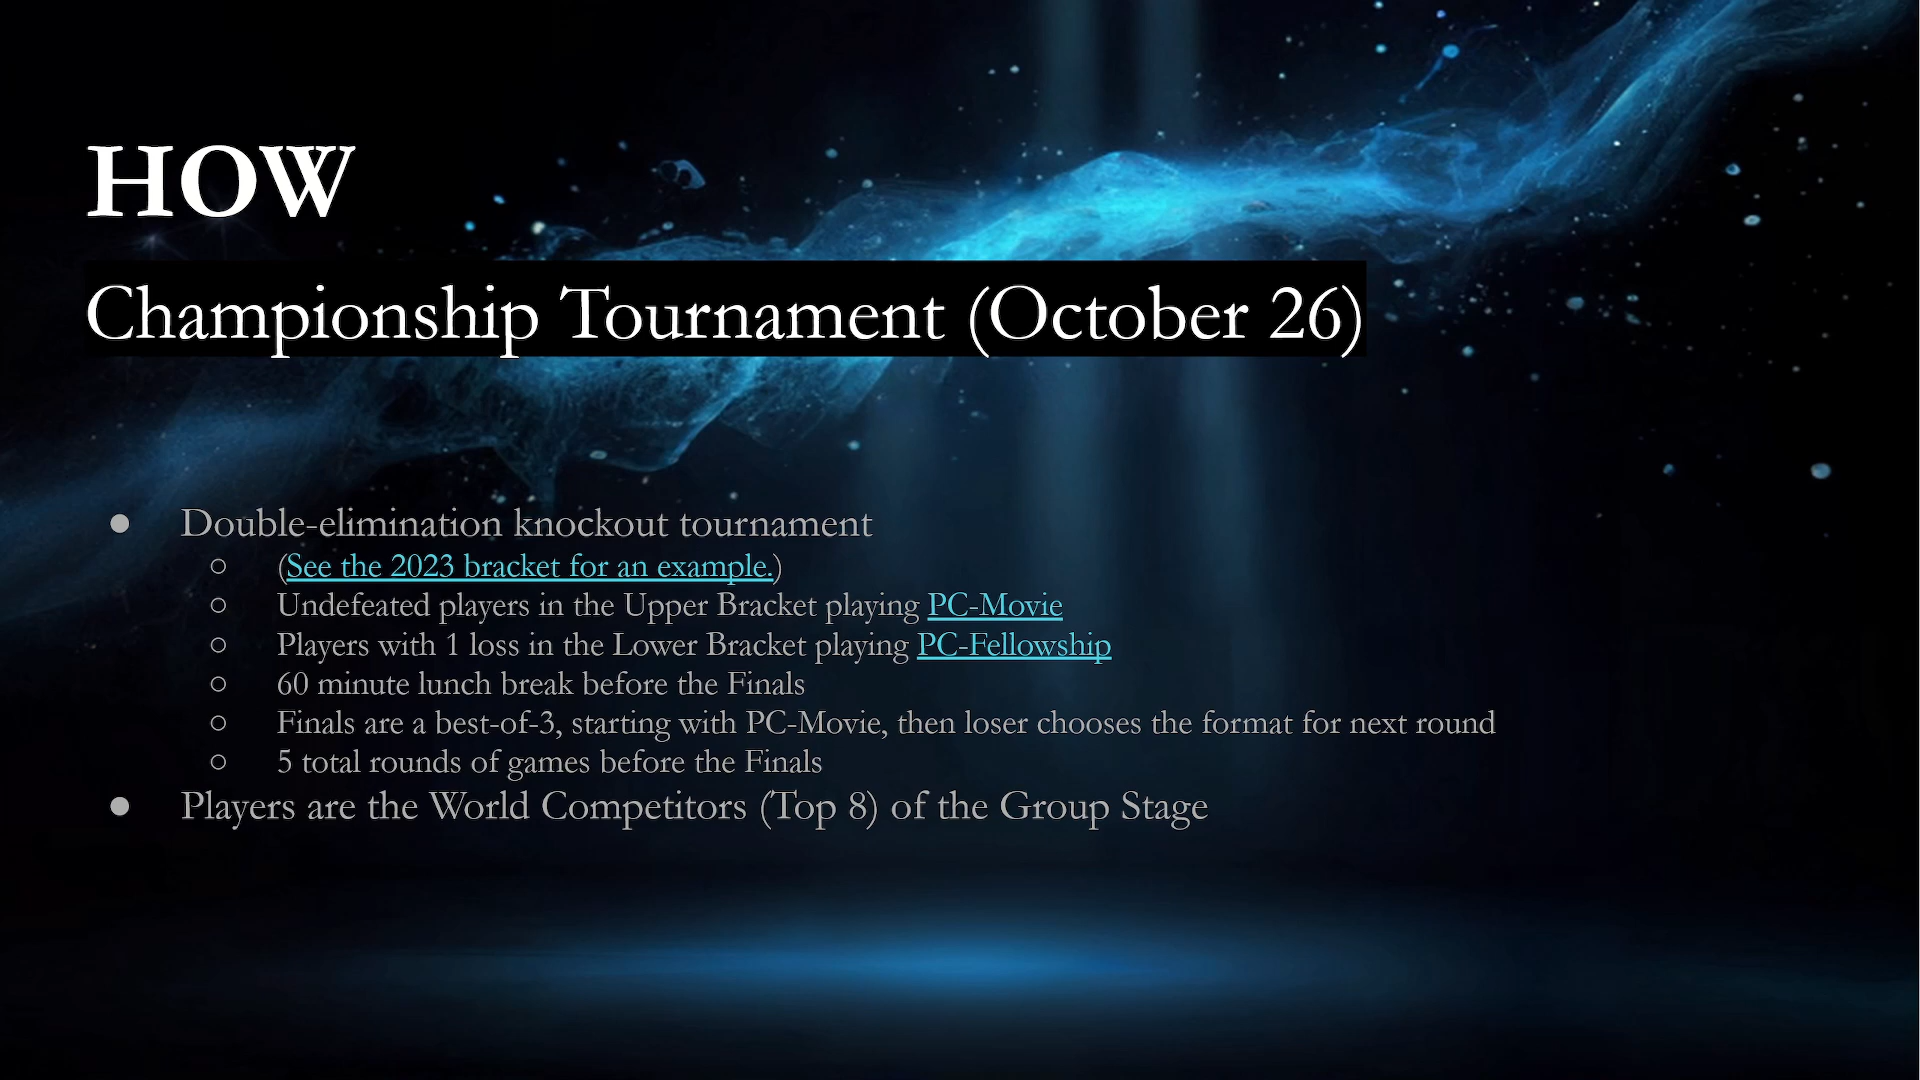 HOW
Championship Tournament (October 26)
● Double-elimination knockout tournament
○ (See the 2023 bracket for an example.)
○ Undefeated players in the Upper Bracket playing PC-Movie
○ Players with 1 loss in the Lower Bracket playing PC-Fellowship
○ 60 minute lunch break before the Finals
○ Finals are a best-of-3, starting with PC-Movie, then loser chooses the format for next round
○ 5 total rounds of games before the Finals
● Players are the World Competitors (Top 8) of the Group Stage